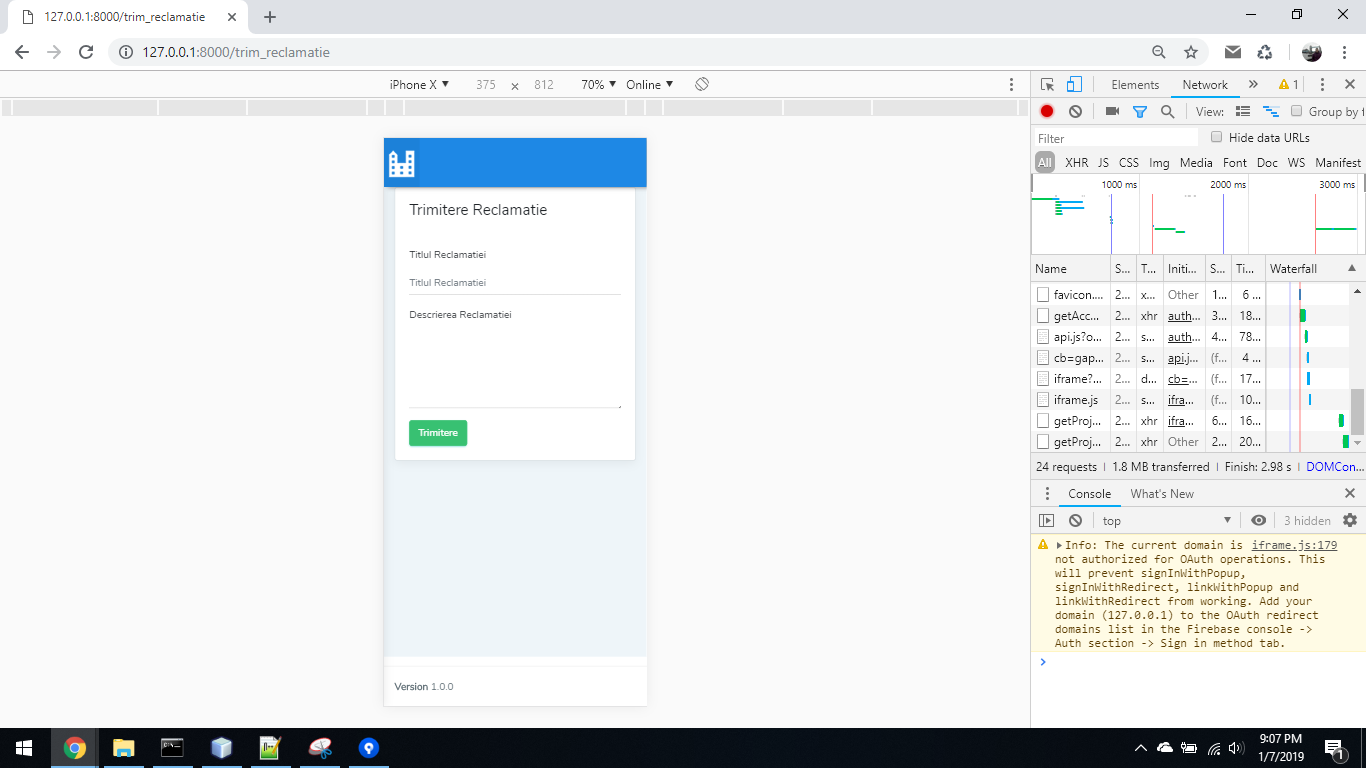 127.0.0.1:8000/trim_reclamatie
127.0.0.1:8000/trim_reclamatie
iPhone X 375 × 812 70% Online
Elements Network 1
View: Group by f
Filter Hide data URLs
All XHR JS CSS Img Media Font Doc WS Manifest
1000 ms 2000 ms 3000 ms
Name S... T... Initi... S... Ti... Waterfall
favicon.... 2... x... Other 1... 6 ...
getAcc... 2... xhr auth... 3... 18...
api.js?o... 2... s... auth... 4... 78...
cb=gap... 2... s... api.j... (f... 4 ...
iframe?... 2... d... cb=... (f... 17...
iframe.js 2... s... ifra... (f... 10...
getProj... 2... xhr ifra... 6... 16...
getProj... 2... xhr Other 2... 20...
24 requests 1.8 MB transferred Finish: 2.98 s DOMCon...
Console What's New
top 3 hidden
Info: The current domain is iframe.js:179
not authorized for OAuth operations. This
will prevent signInWithPopup,
signInWithRedirect, linkWithPopup and
linkWithRedirect from working. Add your
domain (127.0.0.1) to the OAuth redirect
domains list in the Firebase console ->
Auth section -> Sign in method tab.
Trimitere Reclamatie
Titlul Reclamatiei
Titlul Reclamatiei
Descrierea Reclamatiei
Trimitere
Version 1.0.0
9:07 PM
1/7/2019
1